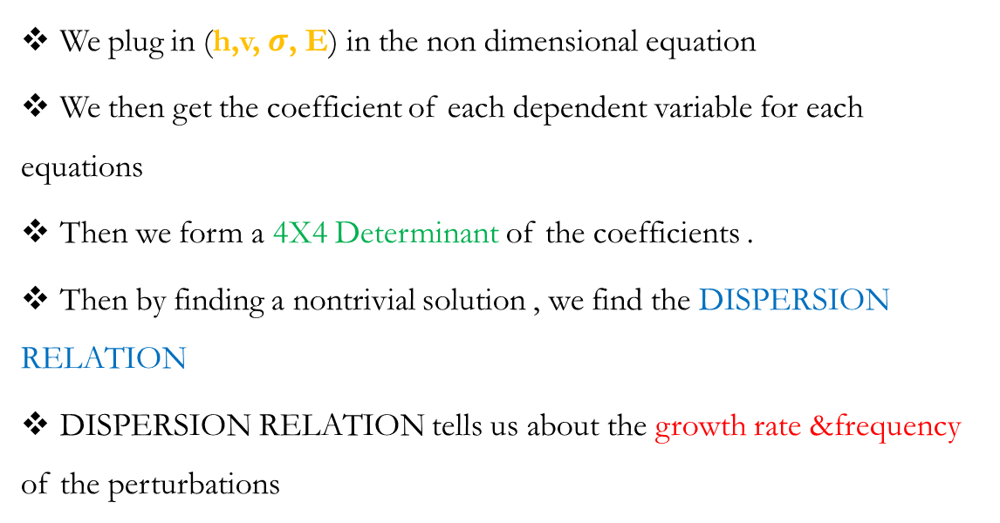 ❖ We plug in (h,v, σ, E) in the non dimensional equation
❖ We then get the coefficient of each dependent variable for each
equations
❖ Then we form a 4X4 Determinant of the coefficients .
❖ Then by finding a nontrivial solution , we find the DISPERSION
RELATION
❖ DISPERSION RELATION tells us about the growth rate &frequency
of the perturbations